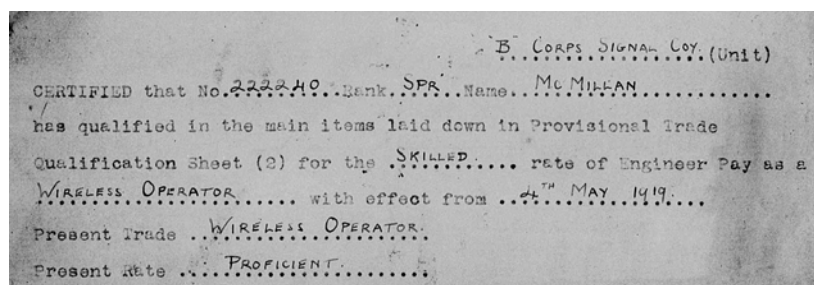 B CORPS SIGNAL COY. (Unit)
CERTIFIED that No. 222240. Rank. SPR. Name. MCMILLAN
has qualified in the main items laid down in Provisional Trade
Qualification Sheet (2) for the SKILLED. rate of Engineer Pay as a
WIRELESS OPERATOR with effect from 4TH MAY 1919.
Present Trade WIRELESS OPERATOR.
Present Rate PROFICIENT.